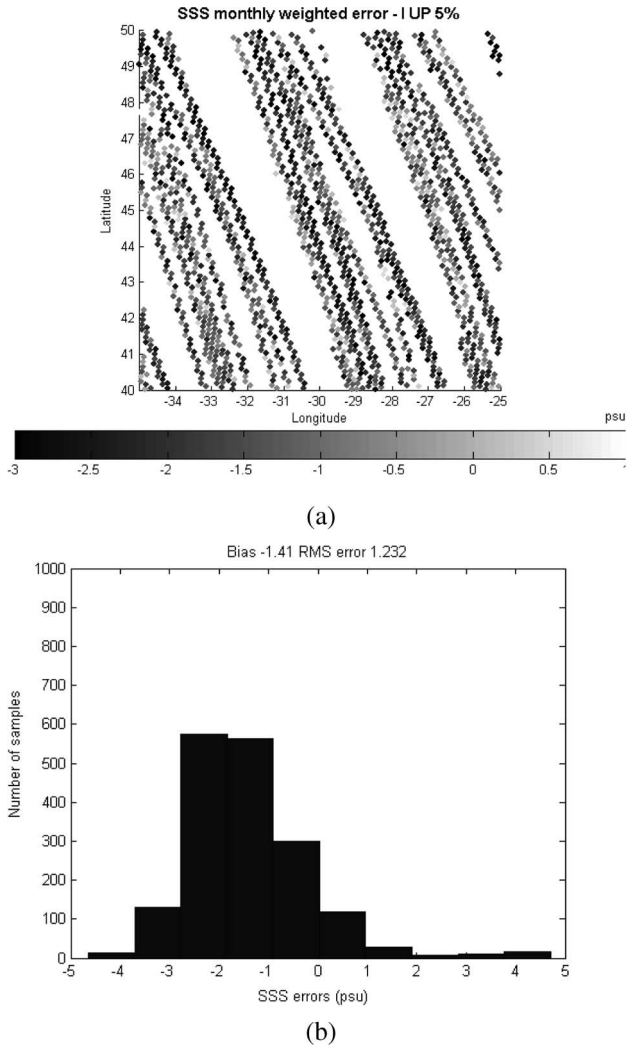 SSS monthly weighted error - I UP 5%
50
49
48
47
46
45
44
43
42
41
40
Latitude
-34 -33 -32 -31 -30 -29 -28 -27 -26 -25
Longitude
psu
-3 -2.5 -2 -1.5 -1 -0.5 0 0.5 1
(a)
Bias -1.41 RMS error 1.232
1000
900
800
700
600
500
400
300
200
100
0
Number of samples
-5 -4 -3 -2 -1 0 1 2 3 4 5
SSS errors (psu)
(b)